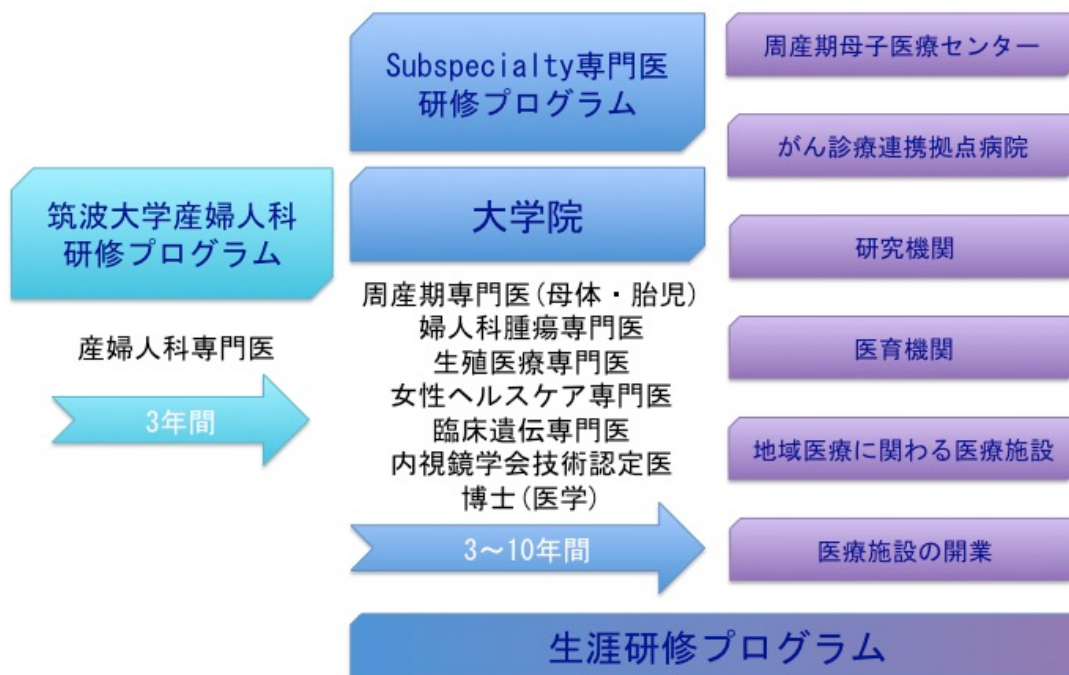 筑波大学産婦人科
研修プログラム
産婦人科専門医
3年間
Subspecialty専門医
研修プログラム
大学院
周産期専門医(母体・胎児)
婦人科腫瘍専門医
生殖医療専門医
女性ヘルスケア専門医
臨床遺伝専門医
内視鏡学会技術認定医
博士(医学)
3～10年間
周産期母子医療センター
がん診療連携拠点病院
研究機関
医育機関
地域医療に関わる医療施設
医療施設の開業
生涯研修プログラム